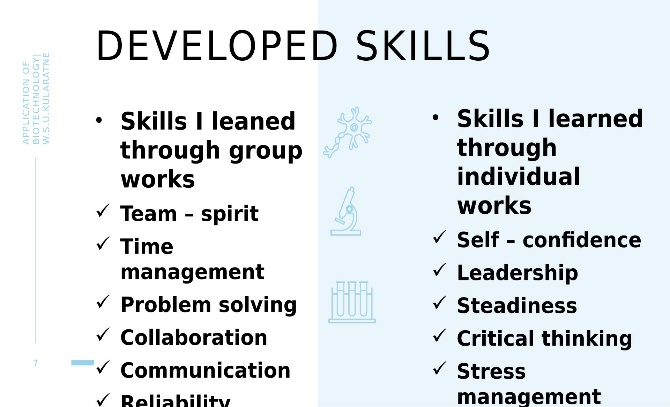 DEVELOPED SKILLS
APPLICATION OF
BIOTECHNOLOGY|
W.S.U.KULARATNE
• Skills I leaned
through group
works
✓ Team – spirit
✓ Time
management
✓ Problem solving
✓ Collaboration
✓ Communication
✓ Reliability
• Skills I learned
through
individual
works
✓ Self – confidence
✓ Leadership
✓ Steadiness
✓ Critical thinking
✓ Stress
management
7